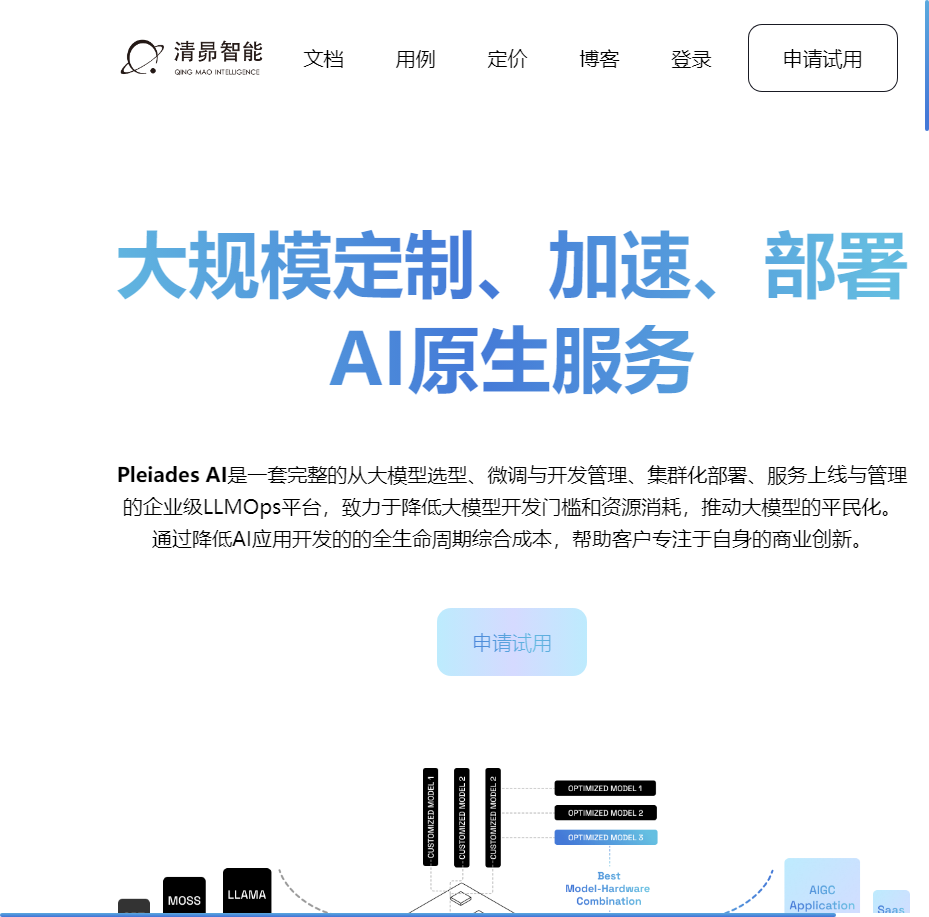 清昴智能
QING MAO INTELLIGENCE
文档
用例
定价
博客
登录
申请试用
大规模定制、加速、部署
AI原生服务
Pleiades AI是一套完整的从大模型选型、微调与开发管理、集群化部署、服务上线与管理
的企业级LLMOps平台，致力于降低大模型开发门槛和资源消耗，推动大模型的平民化。
通过降低AI应用开发的的全生命周期综合成本，帮助客户专注于自身的商业创新。
申请试用
CUSTOMIZED MODEL 1
CUSTOMIZED MODEL 2
CUSTOMIZED MODEL 2
OPTIMIZED MODEL 1
OPTIMIZED MODEL 2
OPTIMIZED MODEL 3
Best
Model-Hardware
Combination
MOSS
LLAMA
AIGC
Application
Saas